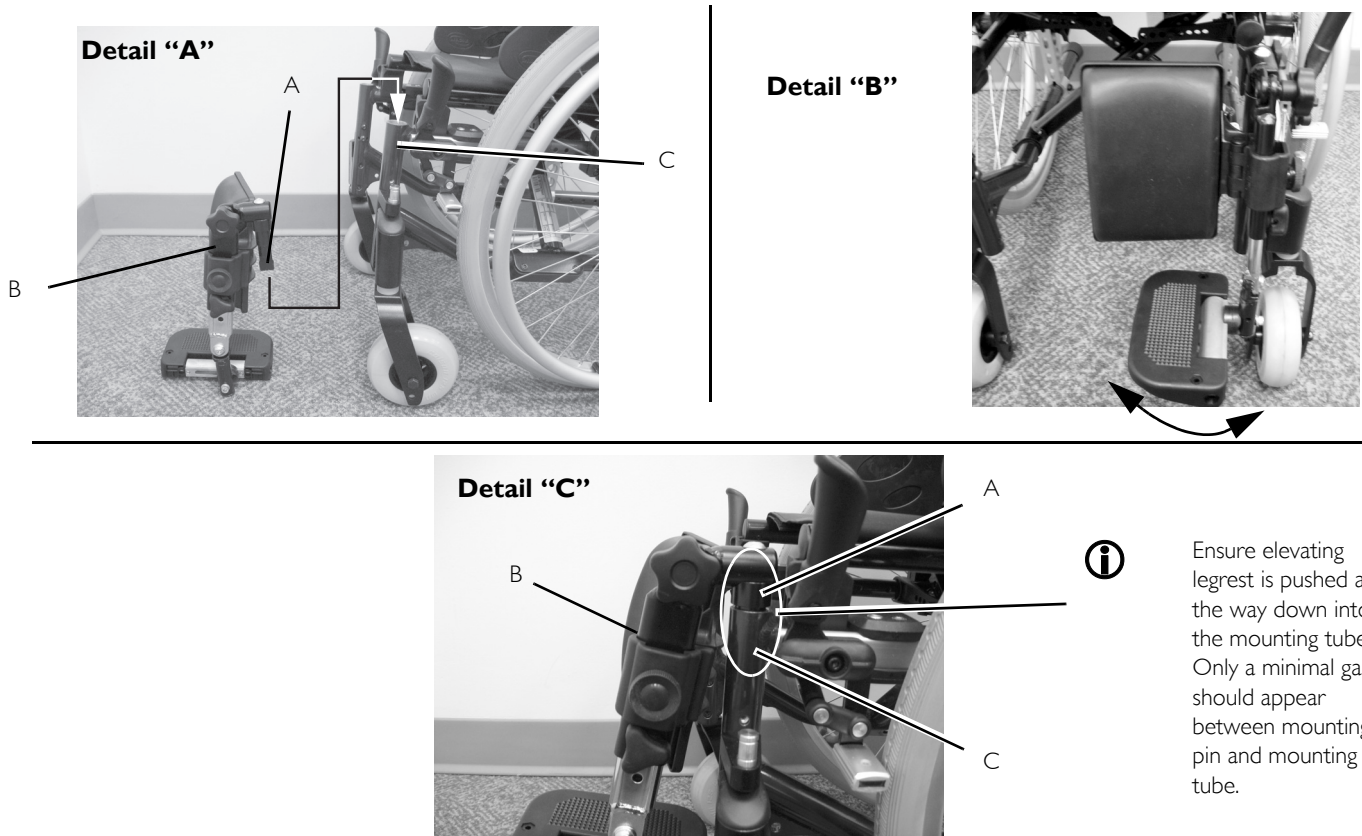 Detail “A”
A
C
B
Detail “B”
Detail “C”
A
B
C
Ensure elevating
legrest is pushed a
the way down into
the mounting tube
Only a minimal ga
should appear
between mounting
pin and mounting
tube.